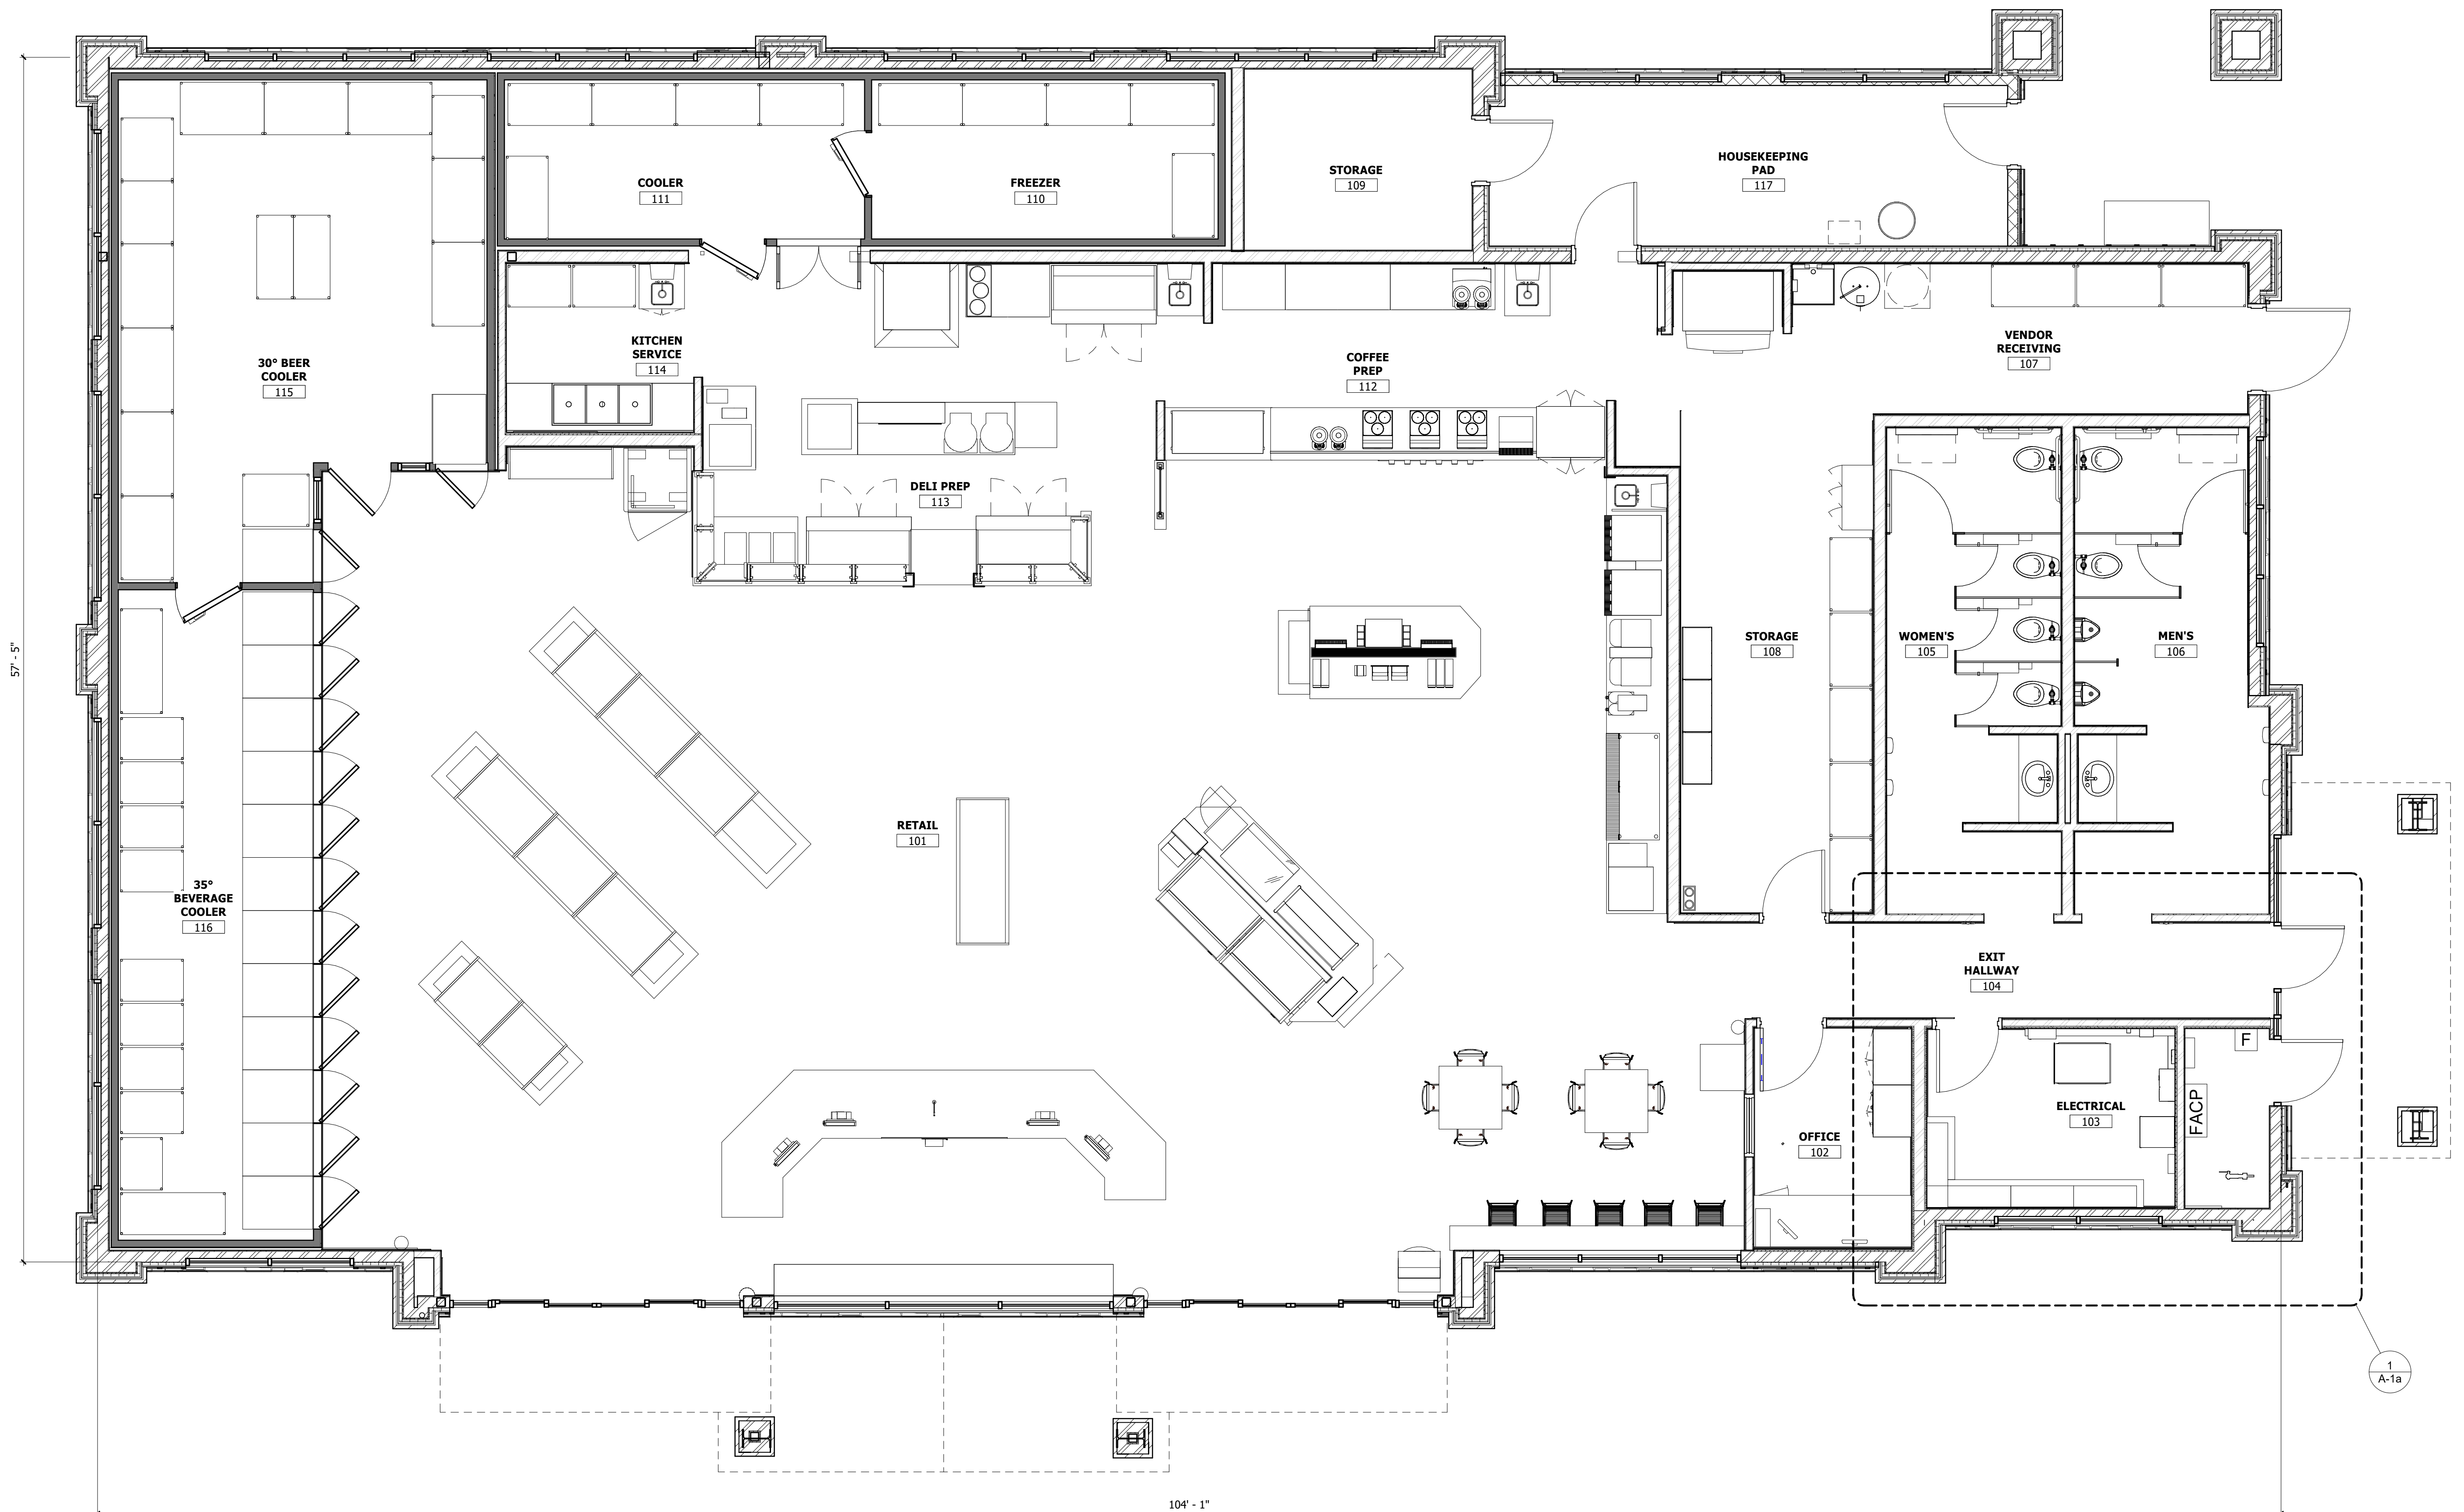 COOLER
111
FREEZER
110
STORAGE
109
HOUSEKEEPING
PAD
117
30° BEER
COOLER
115
KITCHEN
SERVICE
114
COFFEE
PREP
112
VENDOR
RECEIVING
107
DELI PREP
113
57' - 5"
STORAGE
108
WOMEN'S
105
MEN'S
106
RETAIL
101
35°
BEVERAGE
COOLER
116
EXIT
HALLWAY
104
F
FACP
ELECTRICAL
103
OFFICE
102
1
A-1a
104' - 1"